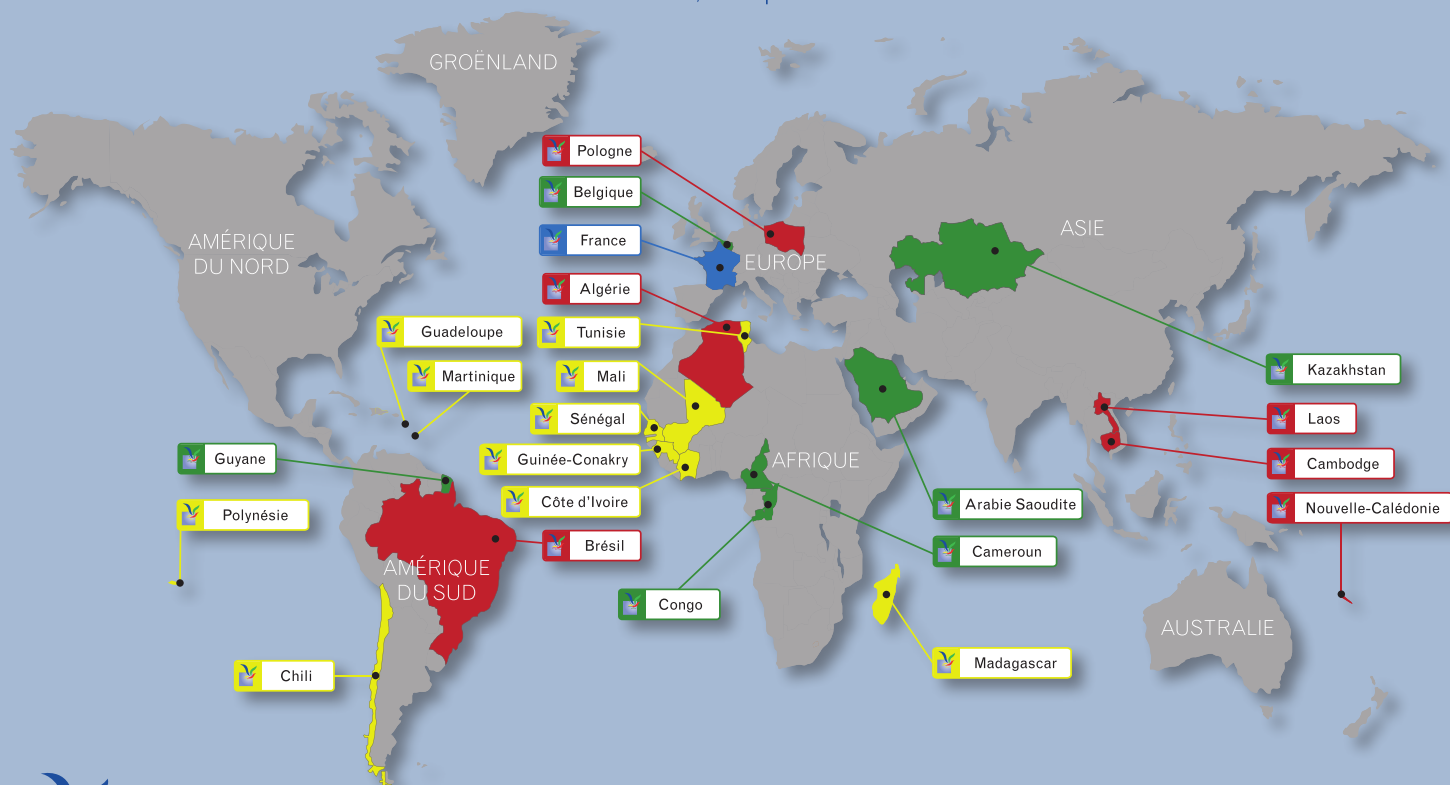 GROËNLAND
Pologne
Belgique
AMÉRIQUE
DU NORD
France
EUROPE
ASIE
Algérie
Guadeloupe
Tunisie
Martinique
Mali
Kazakhstan
Sénégal
Laos
Guyane
Guinée-Conakry
AFRIQUE
Cambodge
Polynésie
Côte d'Ivoire
Arabie Saoudite
Nouvelle-Calédonie
Brésil
Cameroun
AMÉRIQUE
DU SUD
Congo
AUSTRALIE
Chili
Madagascar